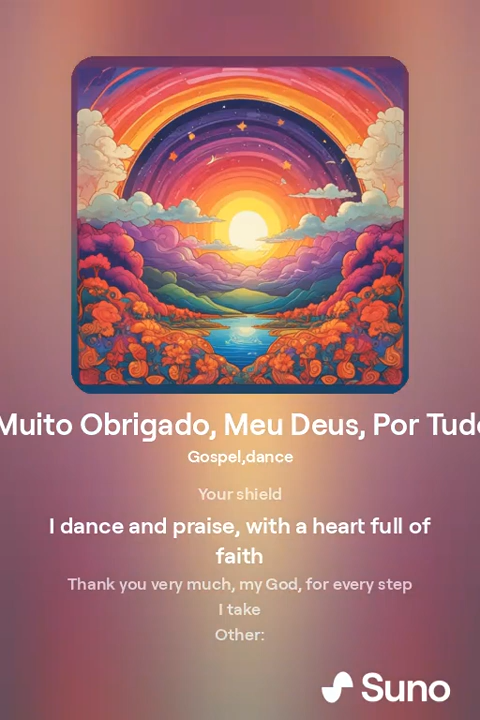 Muito Obrigado, Meu Deus, Por Tudo
Gospel,dance
Your shield
I dance and praise, with a heart full of
faith
Thank you very much, my God, for every step
I take
Other:
Suno